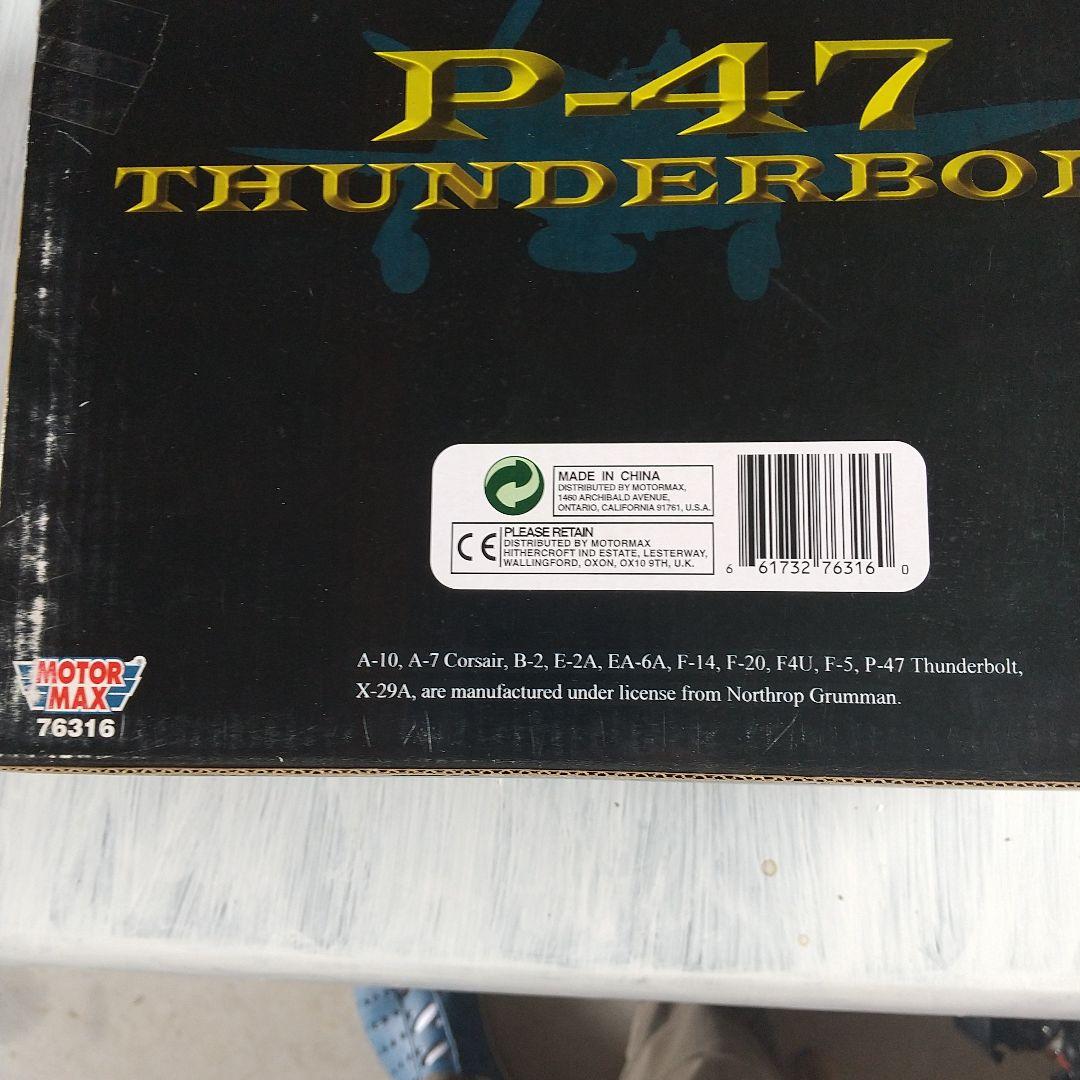 P-47
THUNDERBOL
MADE IN CHINA
DISTRIBUTED BY MOTORMAX,
1460 ARCHIBALD AVENUE,
ONTARIO, CALIFORNIA 91761, U.S.A.
CE
PLEASE RETAIN
DISTRIBUTED BY MOTORMAX
HITHERCROFT IND ESTATE, LESTERWAY,
WALLINGFORD, OXON, OX10 9TH, U.K.
6 61732 76316 0
A-10, A-7 Corsair, B-2, E-2A, EA-6A, F-14, F-20, F4U, F-5, P-47 Thunderbolt,
X-29A, are manufactured under license from Northrop Grumman.
MOTOR
MAX
76316